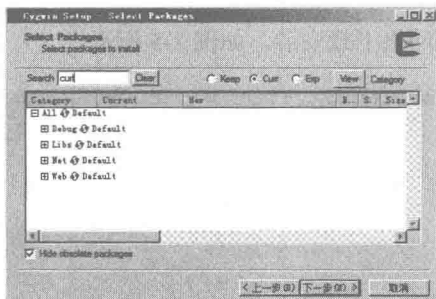 Cygwin Setup - Select Packages
Select Packages
Select packages to install
Search curl Clear Keep Curr Exp View Category
Category Current New B.. S. Size
All Default
Debug Default
Libs Default
Net Default
Web Default
Hide obsolete packages
<上一步(B) 下一步(N)> 取消